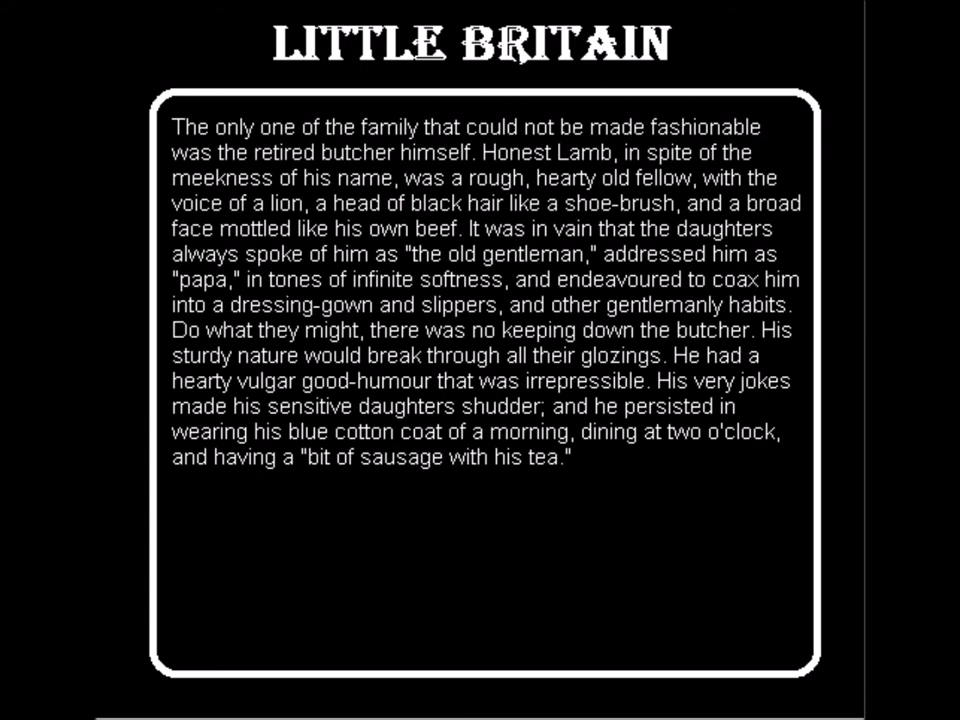 LITTLE BRITAIN
The only one of the family that could not be made fashionable
was the retired butcher himself. Honest Lamb, in spite of the
meekness of his name, was a rough, hearty old fellow, with the
voice of a lion, a head of black hair like a shoe-brush, and a broad
face mottled like his own beef. It was in vain that the daughters
always spoke of him as "the old gentleman," addressed him as
"papa," in tones of infinite softness, and endeavoured to coax him
into a dressing-gown and slippers, and other gentlemanly habits.
Do what they might, there was no keeping down the butcher. His
sturdy nature would break through all their glozings. He had a
hearty vulgar good-humour that was irrepressible. His very jokes
made his sensitive daughters shudder; and he persisted in
wearing his blue cotton coat of a morning, dining at two o'clock,
and having a "bit of sausage with his tea."